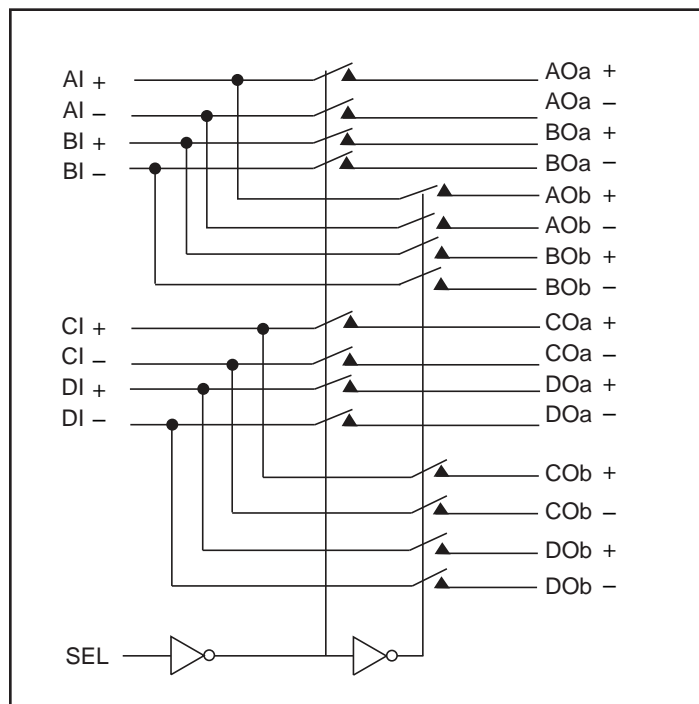 AI + AOa +
AI – AOa –
BI + BOa +
BI – BOa –
AOb +
AOb –
BOb +
BOb –
CI + COa +
CI – COa –
DI + DOa +
DI – DOa –
COb +
COb –
DOb +
DOb –
SEL